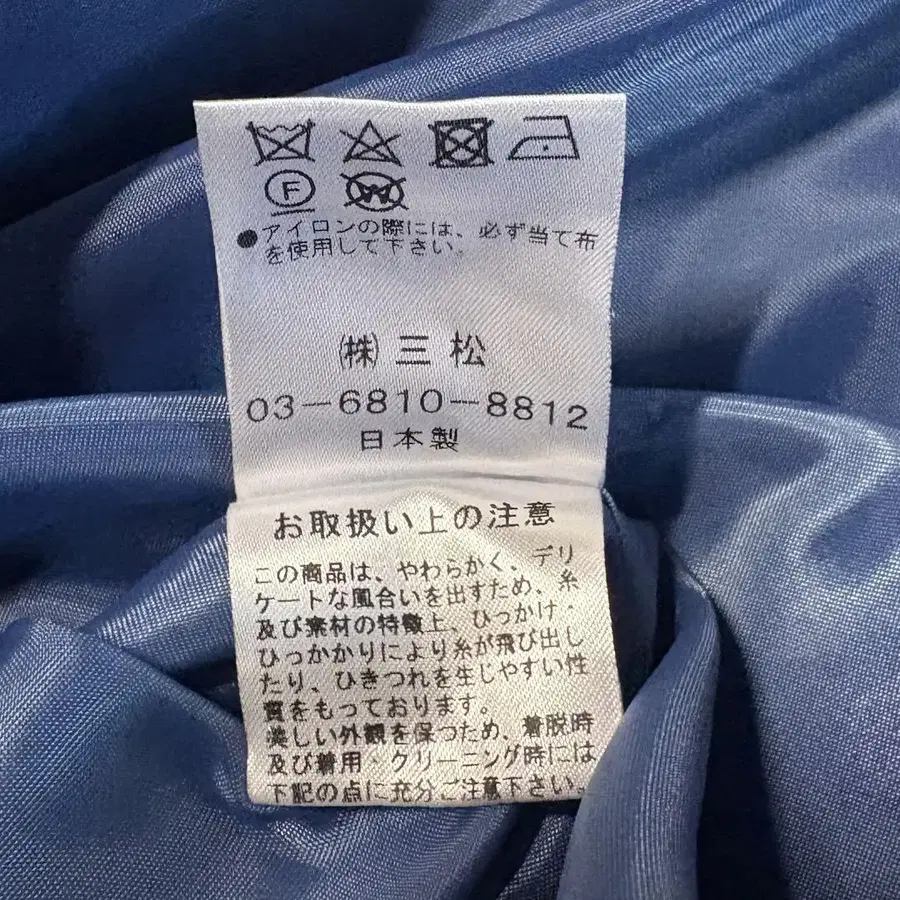 F W
●アイロンの際には、必ず当て布
を使用して下さい。
㈱三松
03-6810-8812
日本製
お取扱い上の注意
この商品は、やわらかく、デリ
ケートな風合いを出すため、糸
及び素材の特徴上、ひっかけ・
ひっかかりにより糸が飛び出し
たり、ひきつれを生じやすい性
質をもっております。
美しい外観を保つため、着脱時
及び着用・クリーニング時には
下記の点に充分ご注意下さい。